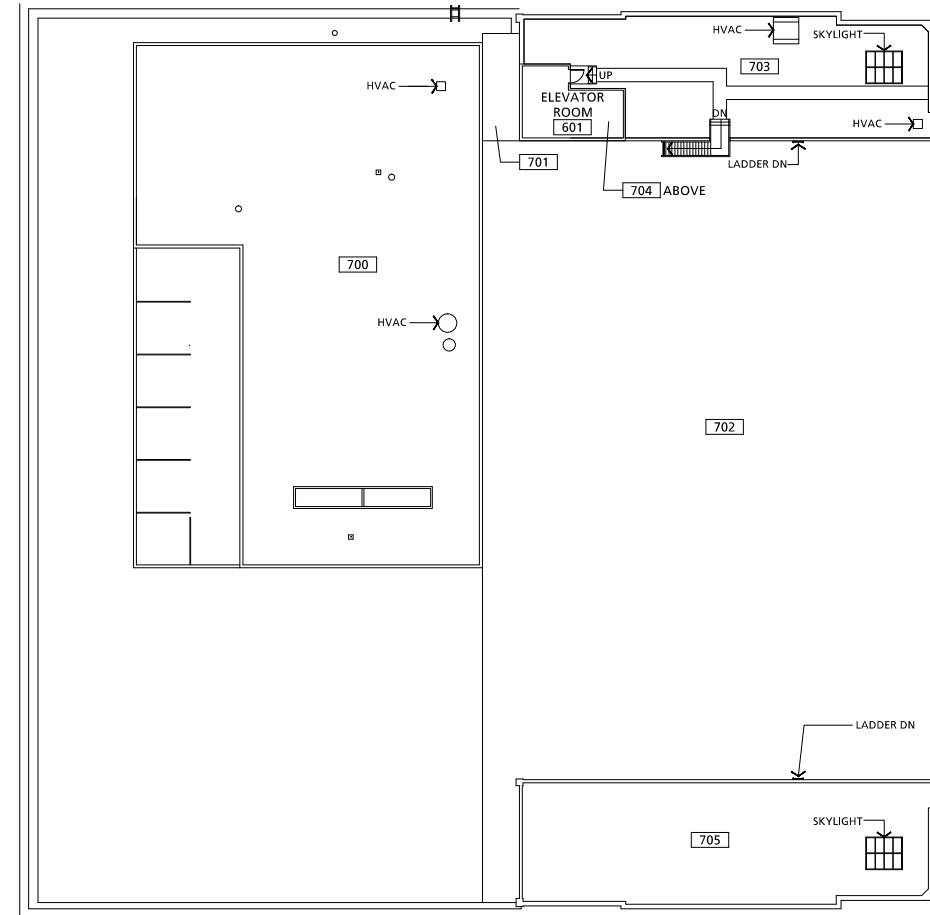 HVAC
SKYLIGHT
703
HVAC
UP
ELEVATOR
ROOM
601
DN
HVAC
701
LADDER DN
704 ABOVE
700
HVAC
702
LADDER DN
SKYLIGHT
705